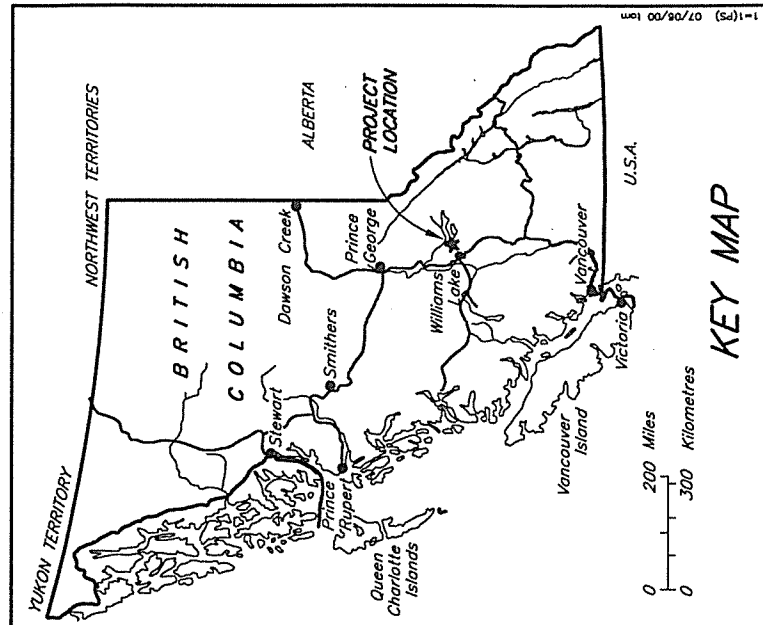 YUKON TERRITORY
NORTHWEST TERRITORIES
BRITISH
COLUMBIA
ALBERTA
Dawson Creek
Stewart
Smithers
Prince
George
PROJECT
LOCATION
Prince
Rupert
Queen
Charlotte
Islands
Williams
Lake
Vancouver
Island
Vancouver
Victoria
U.S.A.
0 200 Miles
0 300 Kilometres
KEY MAP
1=1(PS) 07/06/00 tom